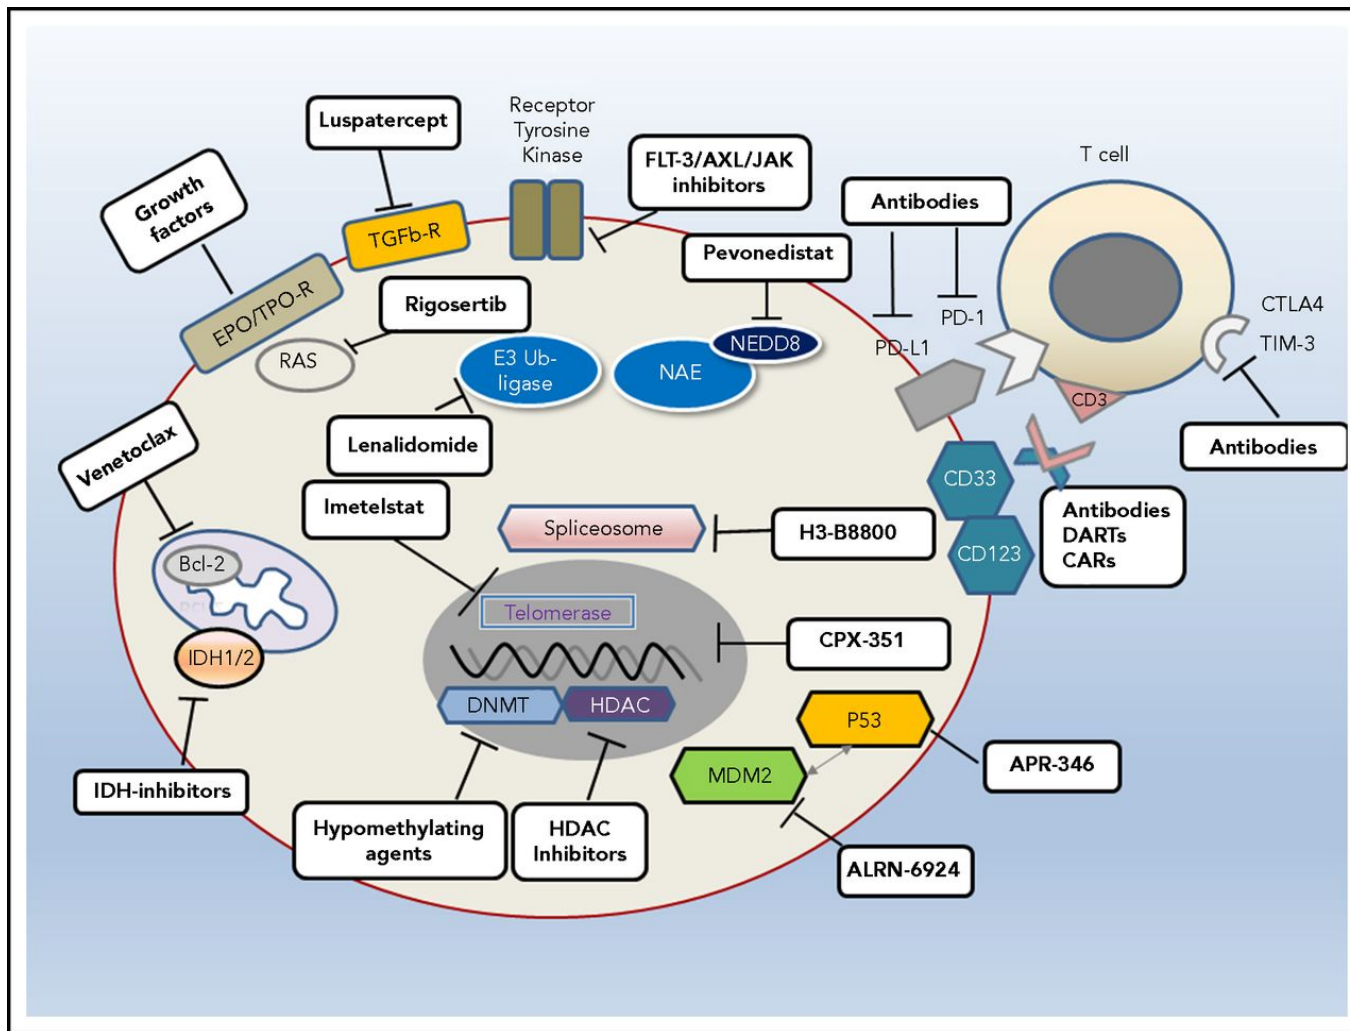 Luspatercept
Receptor
Tyrosine
Kinase
FLT-3/AXL/JAK
inhibitors
T cell
Growth
factors
TGFb-R
Antibodies
Pevonedistat
EPO/TPO-R
Rigosertib
PD-1
CTLA4
TIM-3
RAS
E3 Ub-
ligase
NAE
NEDD8
PD-L1
CD3
Venetoclax
Lenalidomide
Antibodies
CD33
Imetelstat
Spliceosome
H3-B8800
Antibodies
DARTs
CARs
CD123
Bcl-2
Telomerase
CPX-351
IDH1/2
DNMT
HDAC
P53
MDM2
APR-346
IDH-inhibitors
Hypomethylating
agents
HDAC
Inhibitors
ALRN-6924